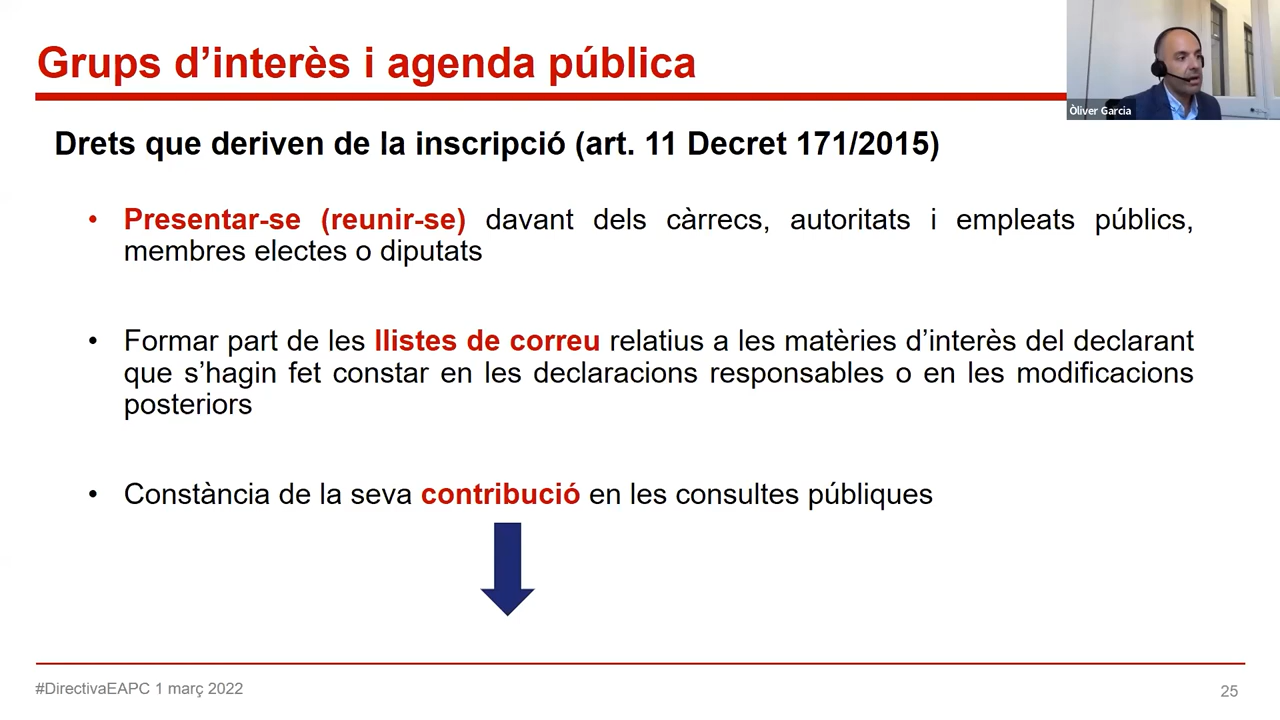 Grups d’interès i agenda pública
Òliver Garcia
Drets que deriven de la inscripció (art. 11 Decret 171/2015)
• Presentar-se (reunir-se) davant dels càrrecs, autoritats i empleats públics,
membres electes o diputats
• Formar part de les llistes de correu relatius a les matèries d’interès del declarant
que s’hagin fet constar en les declaracions responsables o en les modificacions
posteriors
• Constància de la seva contribució en les consultes públiques
#DirectivaEAPC 1 març 2022
25